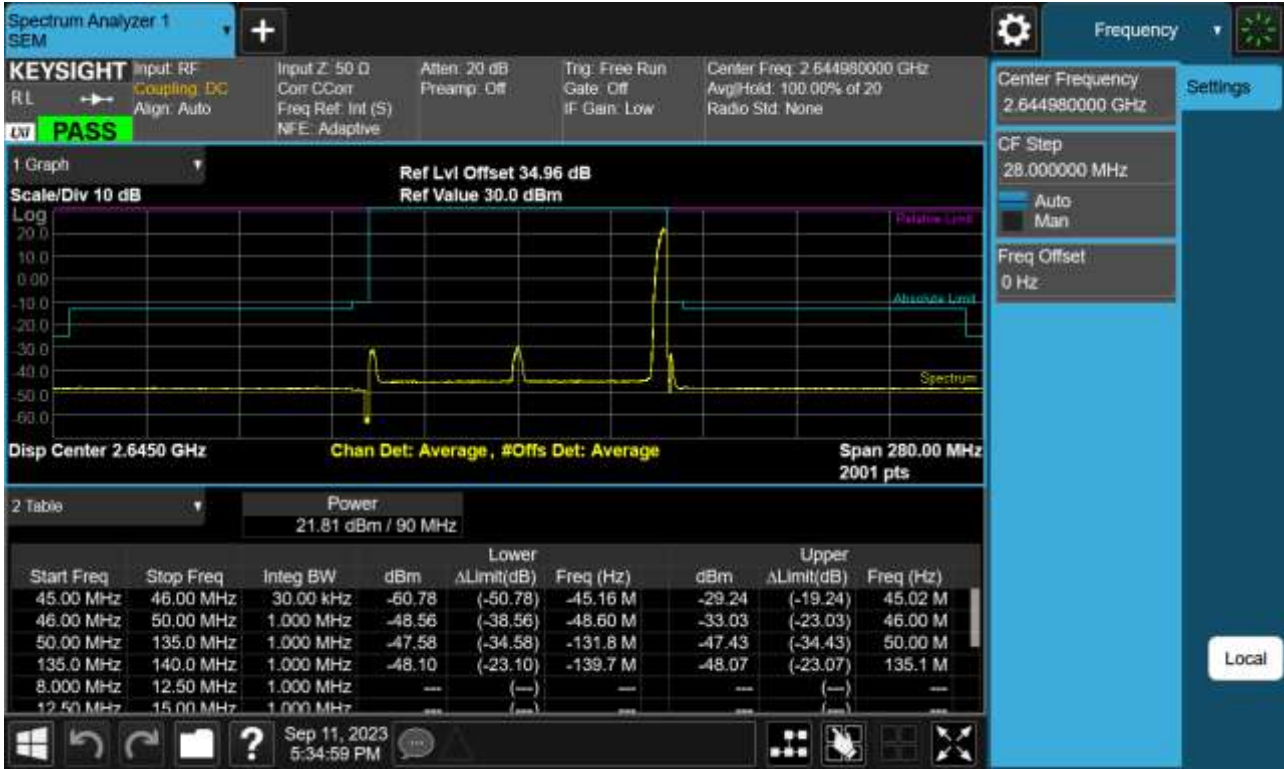 Spectrum Analyzer 1
SEM
Frequency
KEYSIGHT
RL
LXI
PASS
Input: RF
Coupling: DC
Align: Auto
Input Z: 50 Ω
Corr CCorr
Freq Ref: Int (S)
NFE: Adaptive
Atten: 20 dB
Preamp: Off
Trig: Free Run
Gate: Off
IF Gain: Low
Center Freq: 2.644980000 GHz
Avg|Hold: 100.00% of 20
Radio Std: None
Center Frequency
2.644980000 GHz
Settings
CF Step
28.000000 MHz
Auto
Man
Freq Offset
0 Hz
1 Graph
Scale/Div 10 dB
Ref Lvl Offset 34.96 dB
Ref Value 30.0 dBm
Log
20.0
10.0
0.00
-10.0
-20.0
-30.0
-40.0
-50.0
-60.0
Relative Limit
Absolute Limit
Spectrum
Disp Center 2.6450 GHz
Chan Det: Average, #Offs Det: Average
Span 280.00 MHz
2001 pts
2 Table
Power
21.81 dBm / 90 MHz
Lower Upper
Start Freq Stop Freq Integ BW dBm ΔLimit(dB) Freq (Hz) dBm ΔLimit(dB) Freq (Hz)
45.00 MHz 46.00 MHz 30.00 kHz -60.78 (-50.78) -45.16 M -29.24 (-19.24) 45.02 M
46.00 MHz 50.00 MHz 1.000 MHz -48.56 (-38.56) -48.60 M -33.03 (-23.03) 46.00 M
50.00 MHz 135.0 MHz 1.000 MHz -47.58 (-34.58) -131.8 M -47.43 (-34.43) 50.00 M
135.0 MHz 140.0 MHz 1.000 MHz -48.10 (-23.10) -139.7 M -48.07 (-23.07) 135.1 M
8.000 MHz 12.50 MHz 1.000 MHz --- (---) --- --- (---) ---
12.50 MHz 15.00 MHz 1.000 MHz --- (---) --- --- (---) ---
Local
?
Sep 11, 2023
5:34:59 PM